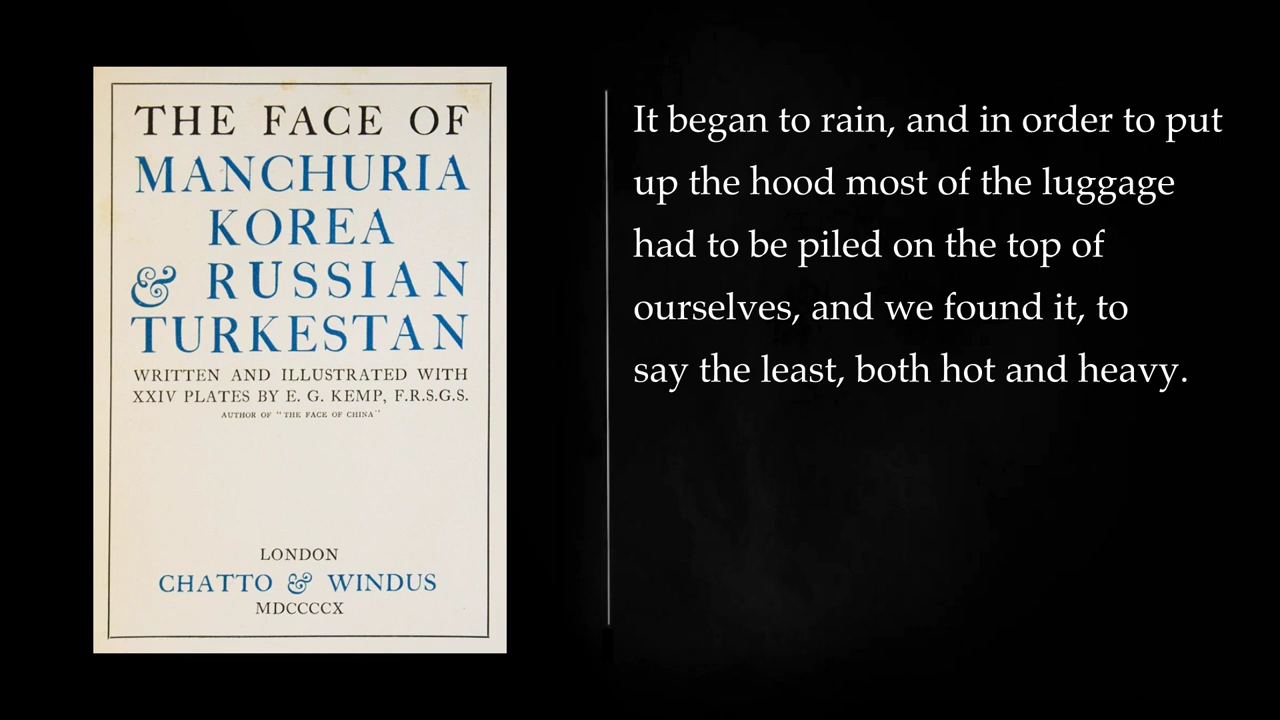 THE FACE OF
MANCHURIA
KOREA
& RUSSIAN
TURKESTAN
WRITTEN AND ILLUSTRATED WITH
XXIV PLATES BY E. G. KEMP, F.R.S.G.S.
AUTHOR OF "THE FACE OF CHINA"
LONDON
CHATTO & WINDUS
MDCCCCX
It began to rain, and in order to put
up the hood most of the luggage
had to be piled on the top of
ourselves, and we found it, to
say the least, both hot and heavy.